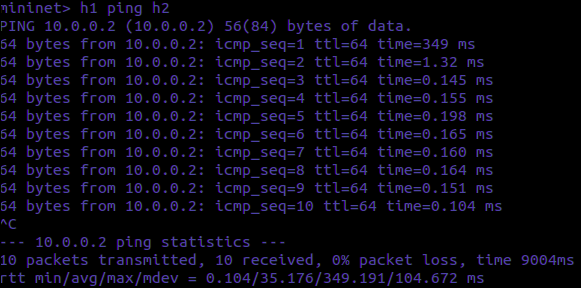 mininet> h1 ping h2
PING 10.0.0.2 (10.0.0.2) 56(84) bytes of data.
64 bytes from 10.0.0.2: icmp_seq=1 ttl=64 time=349 ms
64 bytes from 10.0.0.2: icmp_seq=2 ttl=64 time=1.32 ms
64 bytes from 10.0.0.2: icmp_seq=3 ttl=64 time=0.145 ms
64 bytes from 10.0.0.2: icmp_seq=4 ttl=64 time=0.155 ms
64 bytes from 10.0.0.2: icmp_seq=5 ttl=64 time=0.198 ms
64 bytes from 10.0.0.2: icmp_seq=6 ttl=64 time=0.165 ms
64 bytes from 10.0.0.2: icmp_seq=7 ttl=64 time=0.160 ms
64 bytes from 10.0.0.2: icmp_seq=8 ttl=64 time=0.164 ms
64 bytes from 10.0.0.2: icmp_seq=9 ttl=64 time=0.151 ms
64 bytes from 10.0.0.2: icmp_seq=10 ttl=64 time=0.104 ms
^C
--- 10.0.0.2 ping statistics ---
10 packets transmitted, 10 received, 0% packet loss, time 9004ms
rtt min/avg/max/mdev = 0.104/35.176/349.191/104.672 ms